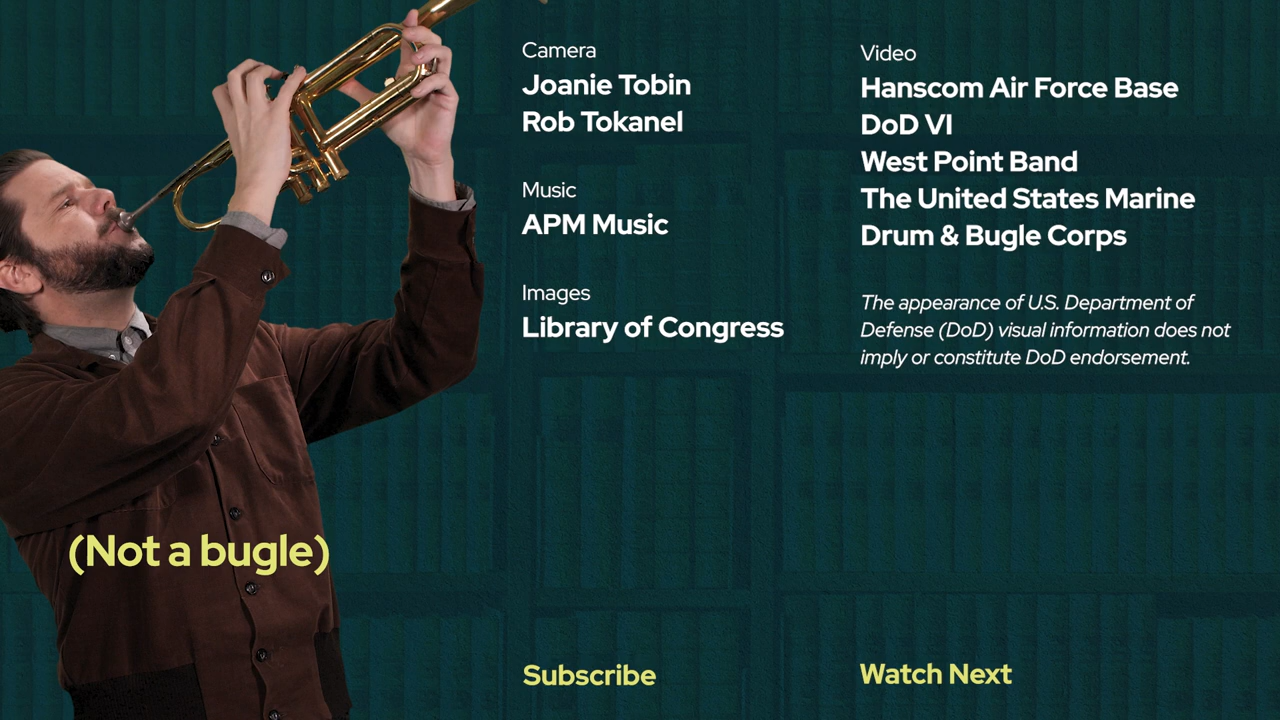 Camera
Joanie Tobin
Rob Tokanel
Music
APM Music
Images
Library of Congress
Video
Hanscom Air Force Base
DoD VI
West Point Band
The United States Marine
Drum & Bugle Corps
The appearance of U.S. Department of
Defense (DoD) visual information does not
imply or constitute DoD endorsement.
(Not a bugle)
Subscribe
Watch Next